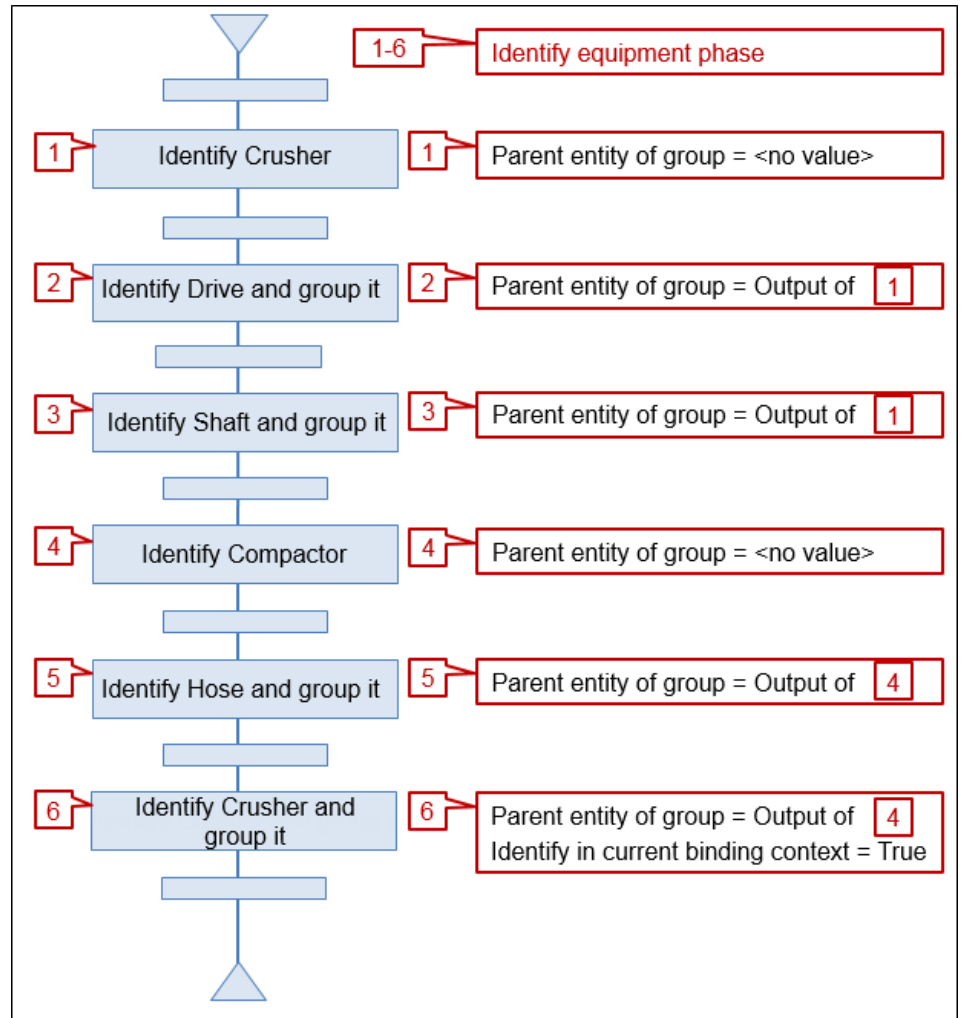 1-6
Identify equipment phase
1
Identify Crusher
1
Parent entity of group = <no value>
2
Identify Drive and group it
2
Parent entity of group = Output of 1
3
Identify Shaft and group it
3
Parent entity of group = Output of 1
4
Identify Compactor
4
Parent entity of group = <no value>
5
Identify Hose and group it
5
Parent entity of group = Output of 4
6
Identify Crusher and
group it
6
Parent entity of group = Output of 4
Identify in current binding context = True